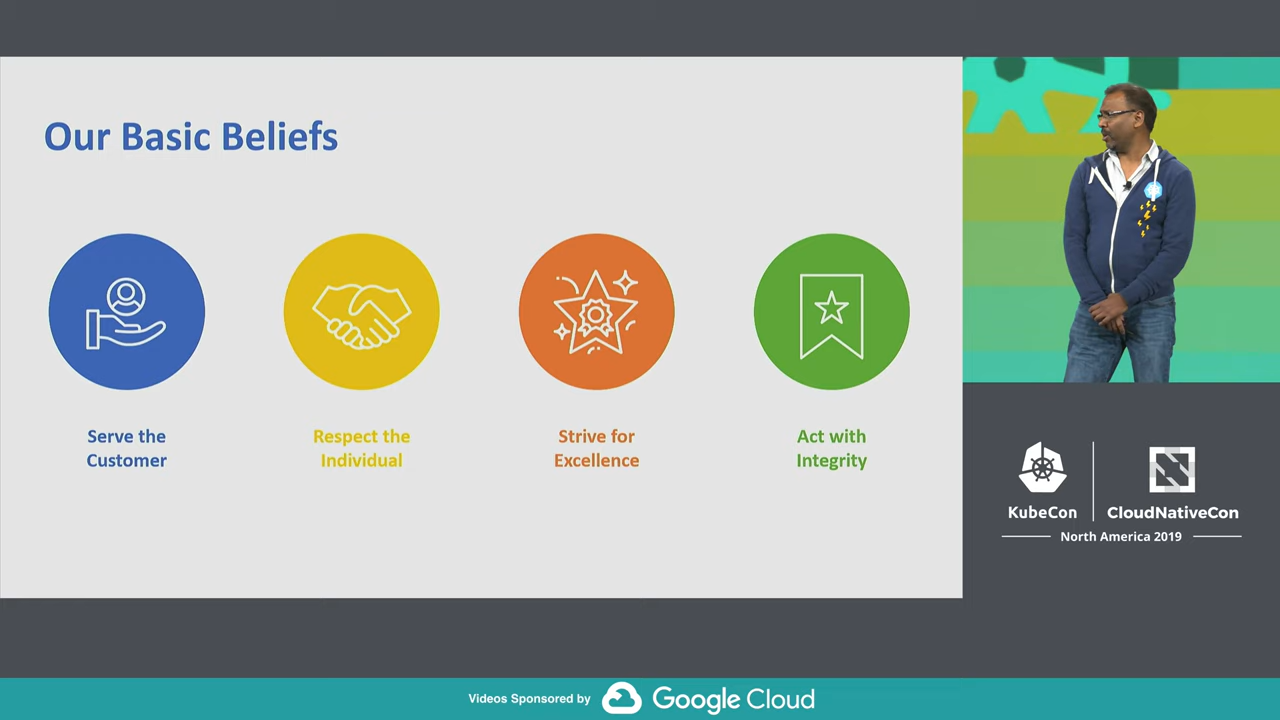 Our Basic Beliefs
Serve the
Customer
Respect the
Individual
Strive for
Excellence
Act with
Integrity
KubeCon
CloudNativeCon
North America 2019
Videos Sponsored by
Google Cloud